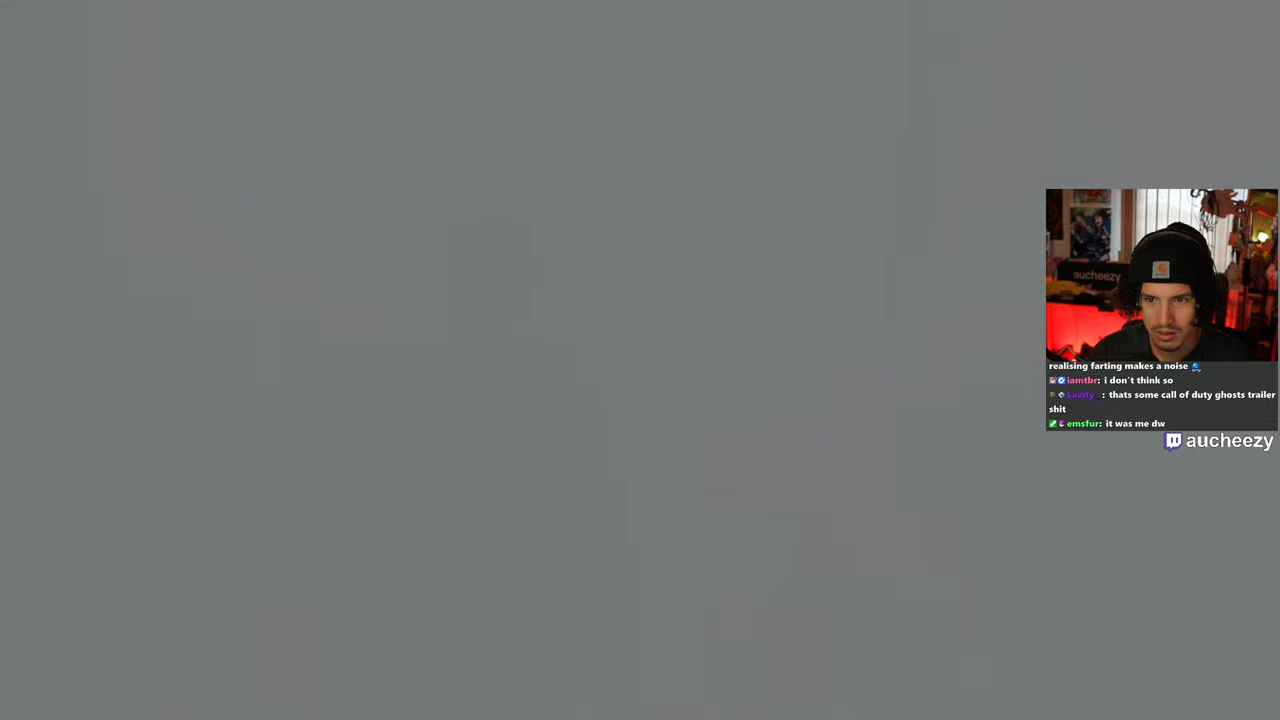 aucheezy
realising farting makes a noise
iamtbr: i don't think so
: thats some call of duty ghosts trailer
shit
emsfur: it was me dw
aucheezy